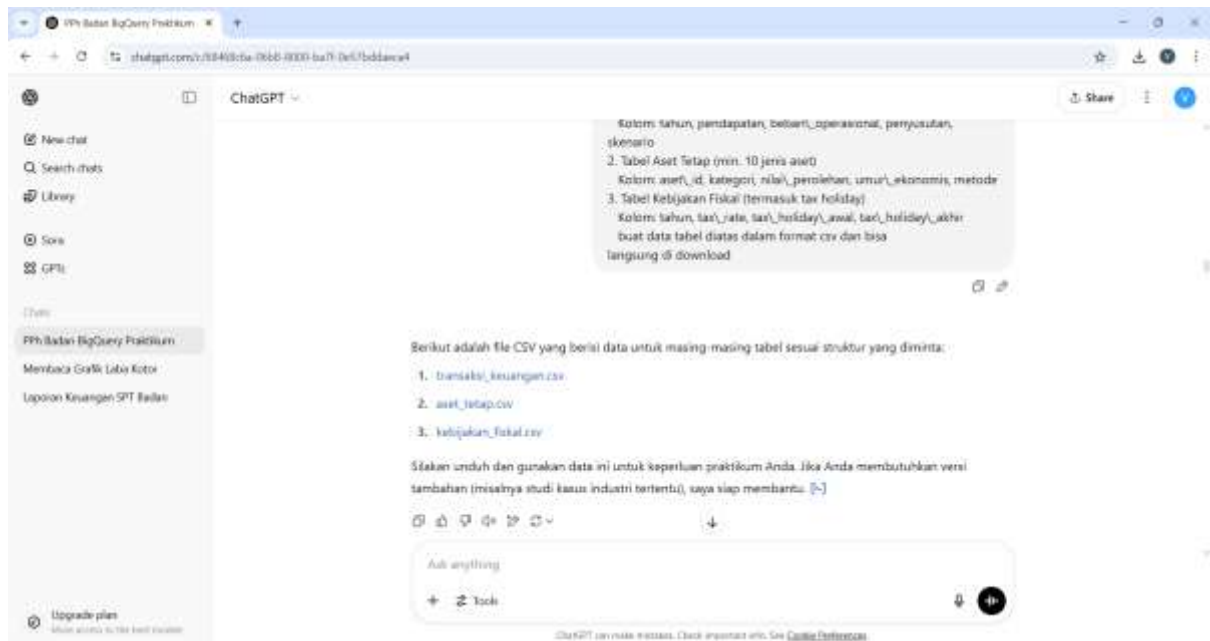 PPh Badan BigQuery Praktikum
ChatGPT
Share
New chat
Search chats
Library
Sora
GPTs
Chats
PPh Badan BigQuery Praktikum
Membaca Grafik Laba Kotor
Laporan Keuangan SPT Badan
Upgrade plan
Kolom: tahun, pendapatan, beban\_operasional, penyusutan,
skenario
2. Tabel Aset Tetap (min. 10 jenis aset)
Kolom: aset\_id, kategori, nilai\_perolehan, umur\_ekonomis, metode
3. Tabel Kebijakan Fiskal (termasuk tax holiday)
Kolom: tahun, tax\_rate, tax\_holiday\_awal, tax\_holiday\_akhir
buat data tabel diatas dalam format csv dan bisa
langsung di download
Berikut adalah file CSV yang berisi data untuk masing-masing tabel sesuai struktur yang diminta:
1. transaksi\_keuangan.csv
2. aset_tetap.csv
3. kebijakan_fiskal.csv
Silakan unduh dan gunakan data ini untuk keperluan praktikum Anda. Jika Anda membutuhkan versi
tambahan (misalnya studi kasus industri tertentu), saya siap membantu. [>-]
Ask anything
Tools
ChatGPT can make mistakes. Check important info. See Cookie Preferences.